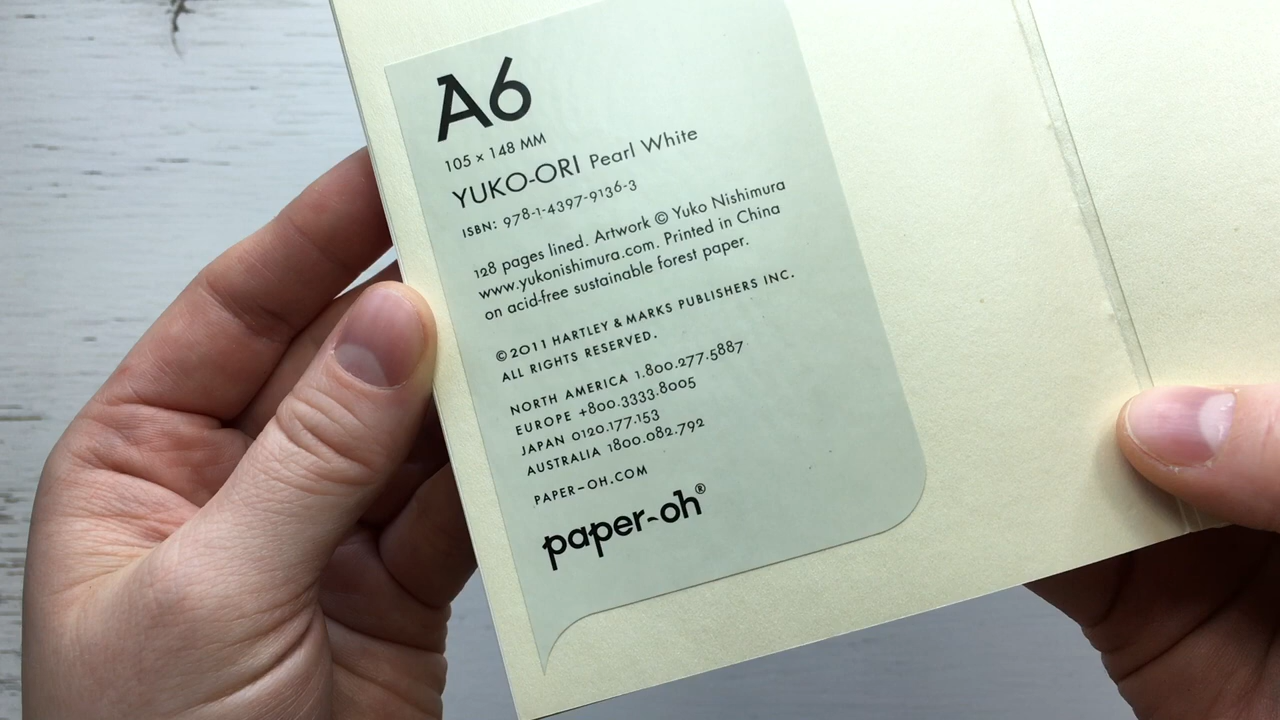 A6
105 × 148 MM
YUKO-ORI Pearl White
ISBN: 978-1-4397-9136-3
128 pages lined. Artwork © Yuko Nishimura
www.yukonishimura.com. Printed in China
on acid-free sustainable forest paper.
©2011 HARTLEY & MARKS PUBLISHERS INC.
ALL RIGHTS RESERVED.
NORTH AMERICA 1.800.277.5887
EUROPE +800.3333.8005
JAPAN 0120.177.153
AUSTRALIA 1800.082.792
PAPER-OH.COM
paper-oh®